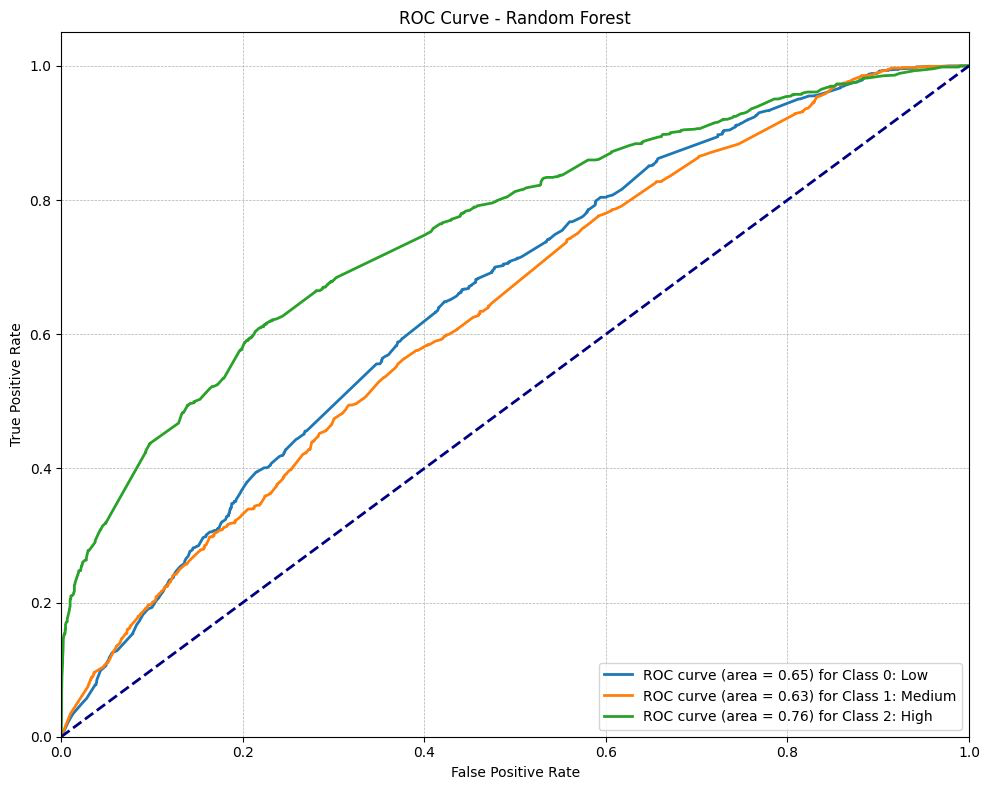 ROC Curve - Random Forest
True Positive Rate
1.0
0.8
0.6
0.4
0.2
0.0
ROC curve (area = 0.65) for Class 0: Low
ROC curve (area = 0.63) for Class 1: Medium
ROC curve (area = 0.76) for Class 2: High
0.0 0.2 0.4 0.6 0.8 1.0
False Positive Rate